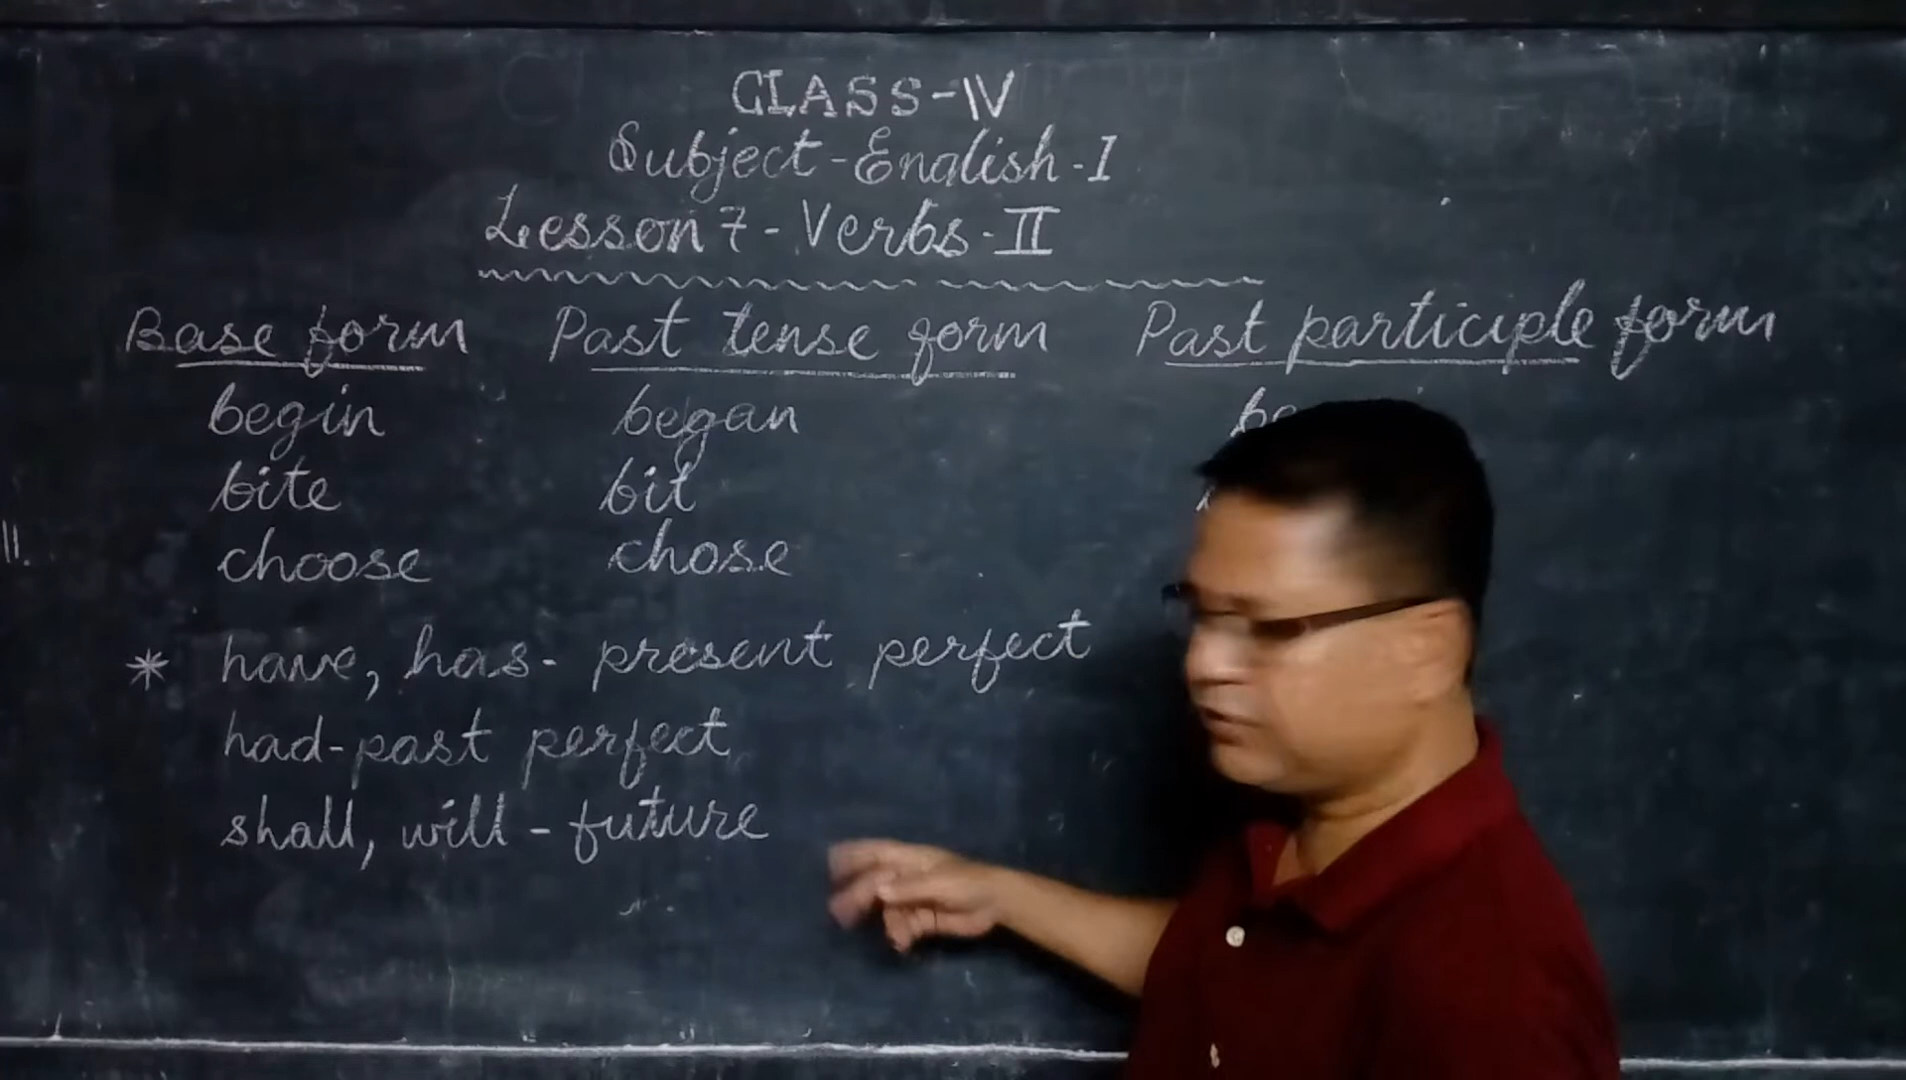 CLASS-IV
Subject-English-I
Lesson 7-Verbs-II
Base form Past tense form Past participle form
begin began
bite bit
choose chose
* have, has- present perfect
had-past perfect
shall, will-future